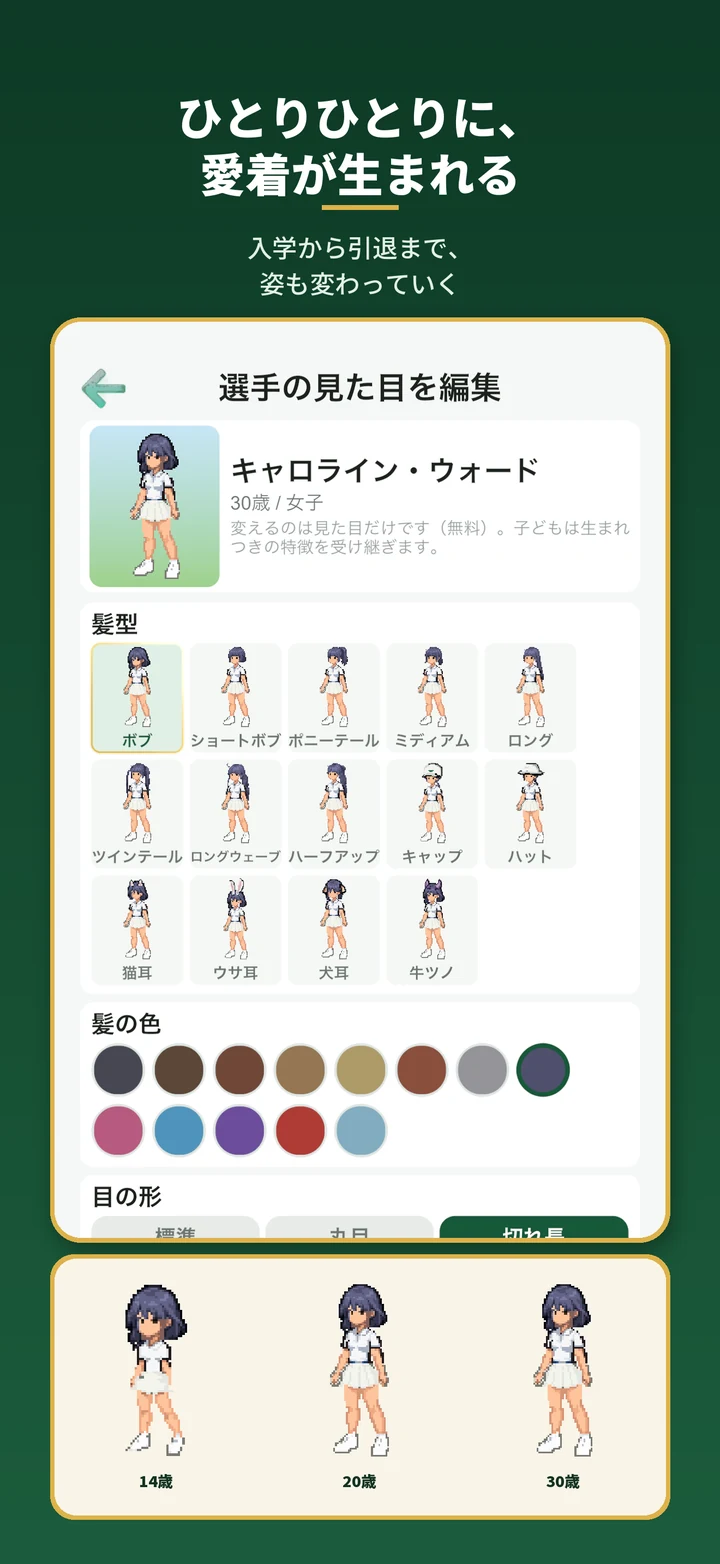 ひとりひとりに、
愛着が生まれる
入学から引退まで、
姿も変わっていく
選手の見た目を編集
キャロライン・ウォード
30歳 / 女子
変えるのは見た目だけです（無料）。子どもは生まれ
つきの特徴を受け継ぎます。
髪型
ボブ
ショートボブ
ポニーテール
ミディアム
ロング
ツインテール
ロングウェーブ
ハーフアップ
キャップ
ハット
猫耳
ウサ耳
犬耳
牛ツノ
髪の色
目の形
標準
丸目
切れ長
14歳
20歳
30歳